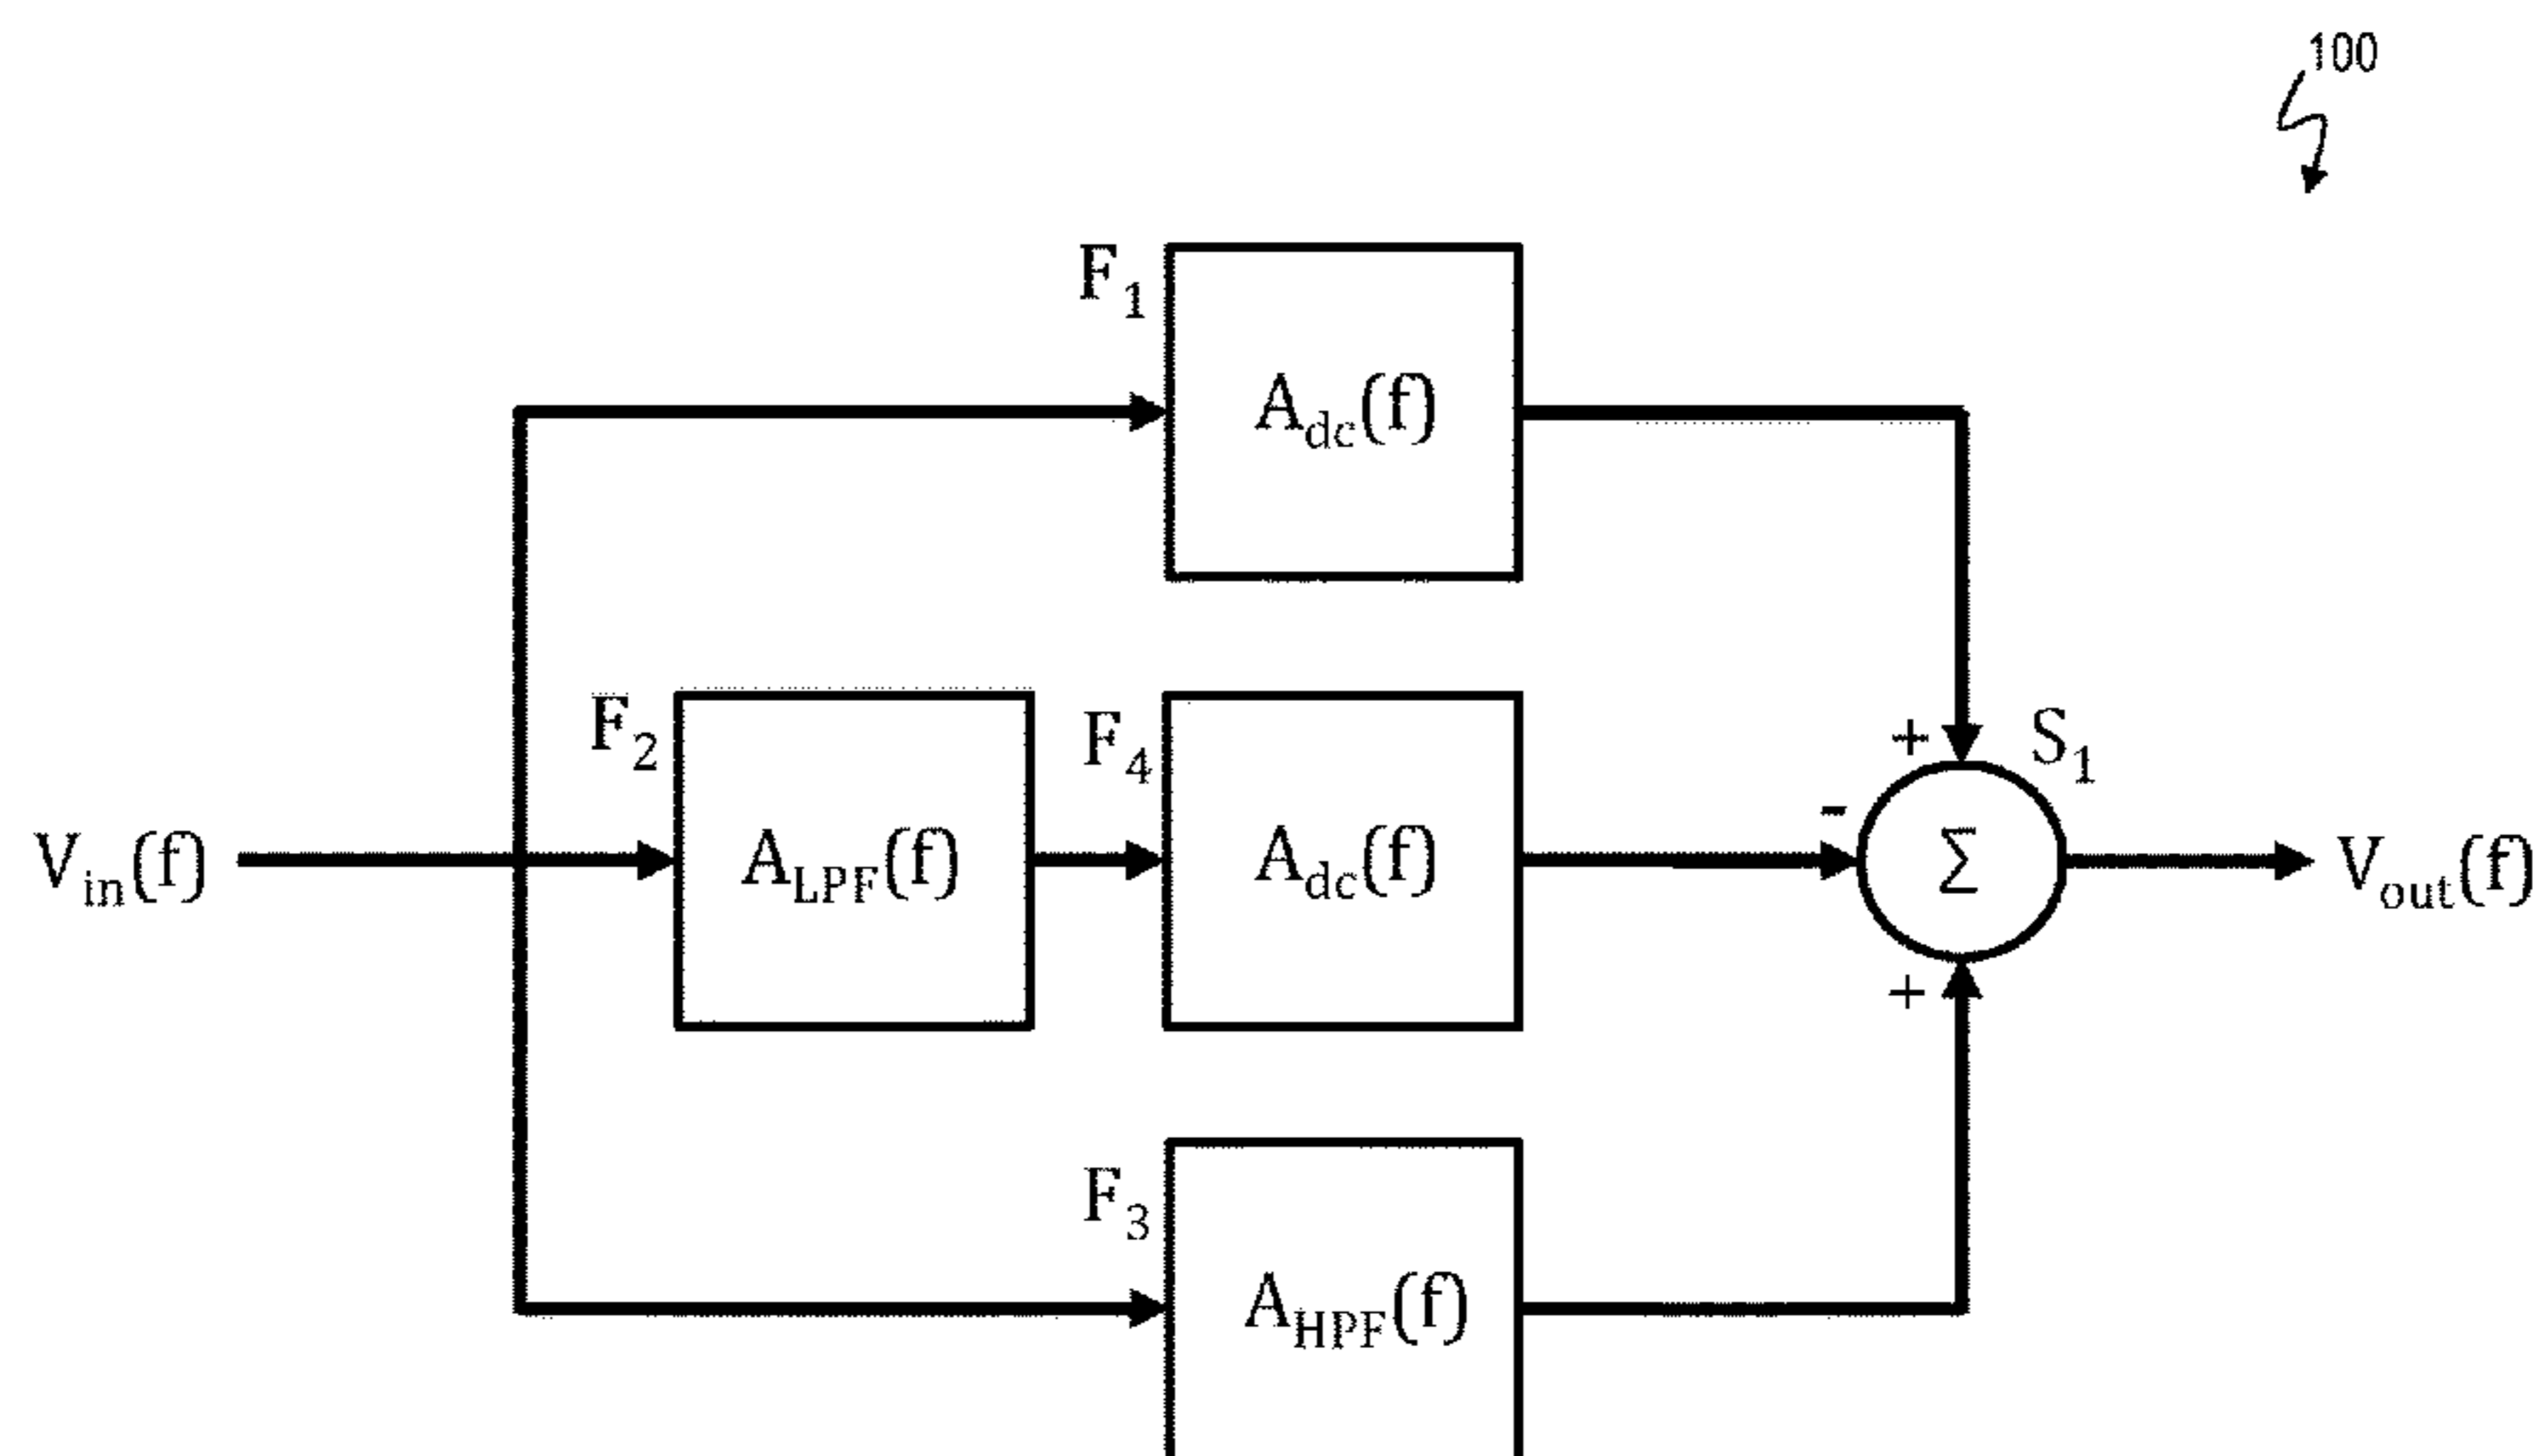 100
F1
Adc(f)
F2
F4
+
S1
-
Vin(f)
ALPF(f)
Adc(f)
Σ
Vout(f)
+
F3
AHPF(f)